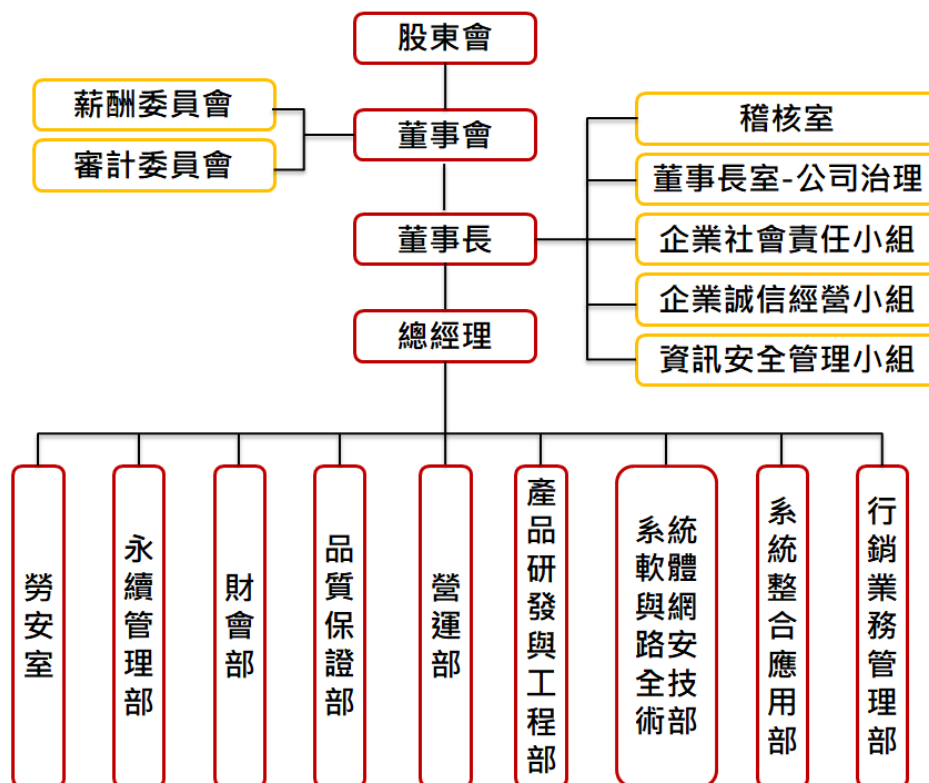 股東會
薪酬委員會
審計委員會
董事會
董事長
總經理
稽核室
董事長室-公司治理
企業社會責任小組
企業誠信經營小組
資訊安全管理小組
勞安室
永續管理部
財會部
品質保證部
營運部
產品研發與工程部
系統軟體與網路安全技術部
系統整合應用部
行銷業務管理部